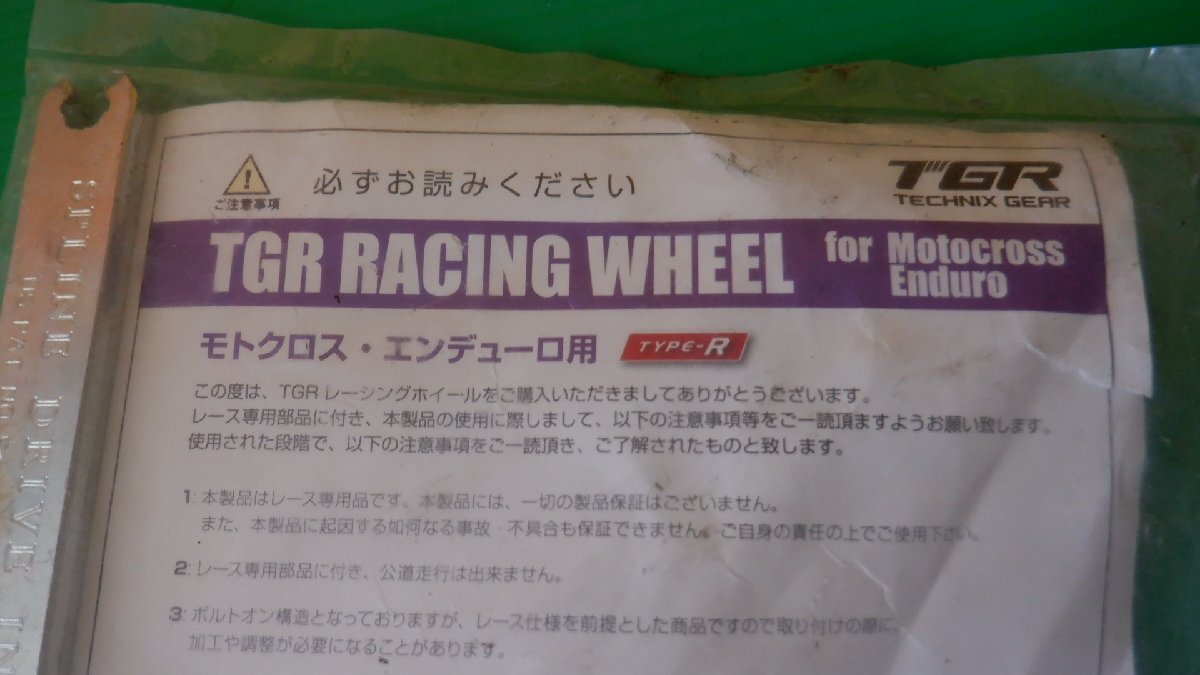 必ずお読みください
ご注意事項
TGR
TECHNIX GEAR
TGR RACING WHEEL for Motocross Enduro
モトクロス・エンデューロ用 TYPE-R
この度は、TGRレーシングホイールをご購入いただきましてありがとうございます。
レース専用部品に付き、本製品の使用に際しまして、以下の注意事項等をご一読頂ますようお願い致します。
使用された段階で、以下の注意事項をご一読頂き、ご了解されたものと致します。
1: 本製品はレース専用品です。本製品には、一切の製品保証はございません。
また、本製品に起因する如何なる事故・不具合も保証できません。ご自身の責任の上でご使用下さい。
2: レース専用部品に付き、公道走行は出来ません。
3: ボルトオン構造となっておりますが、レース仕様を前提とした商品ですので取り付けの際に、
加工や調整が必要になることがあります。
DRIVE